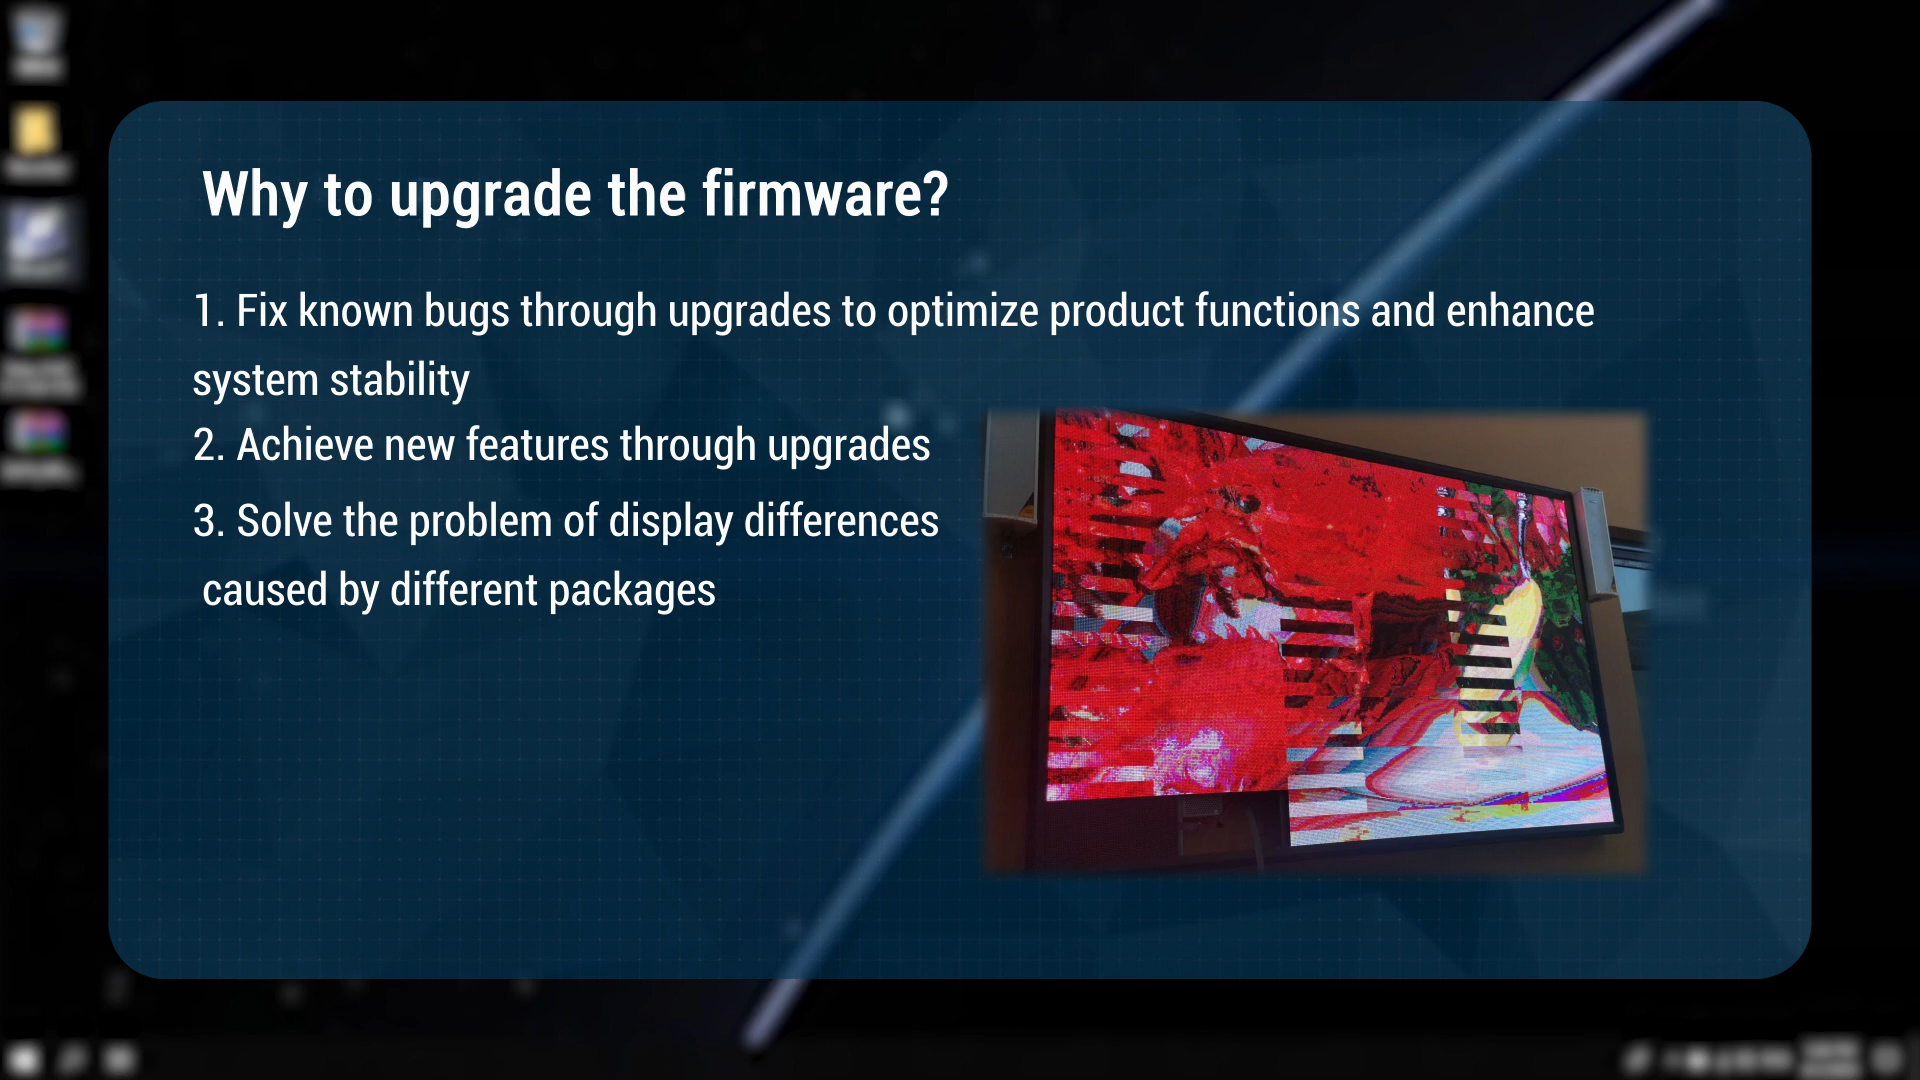 Why to upgrade the firmware?
1. Fix known bugs through upgrades to optimize product functions and enhance
system stability
2. Achieve new features through upgrades
3. Solve the problem of display differences
caused by different packages